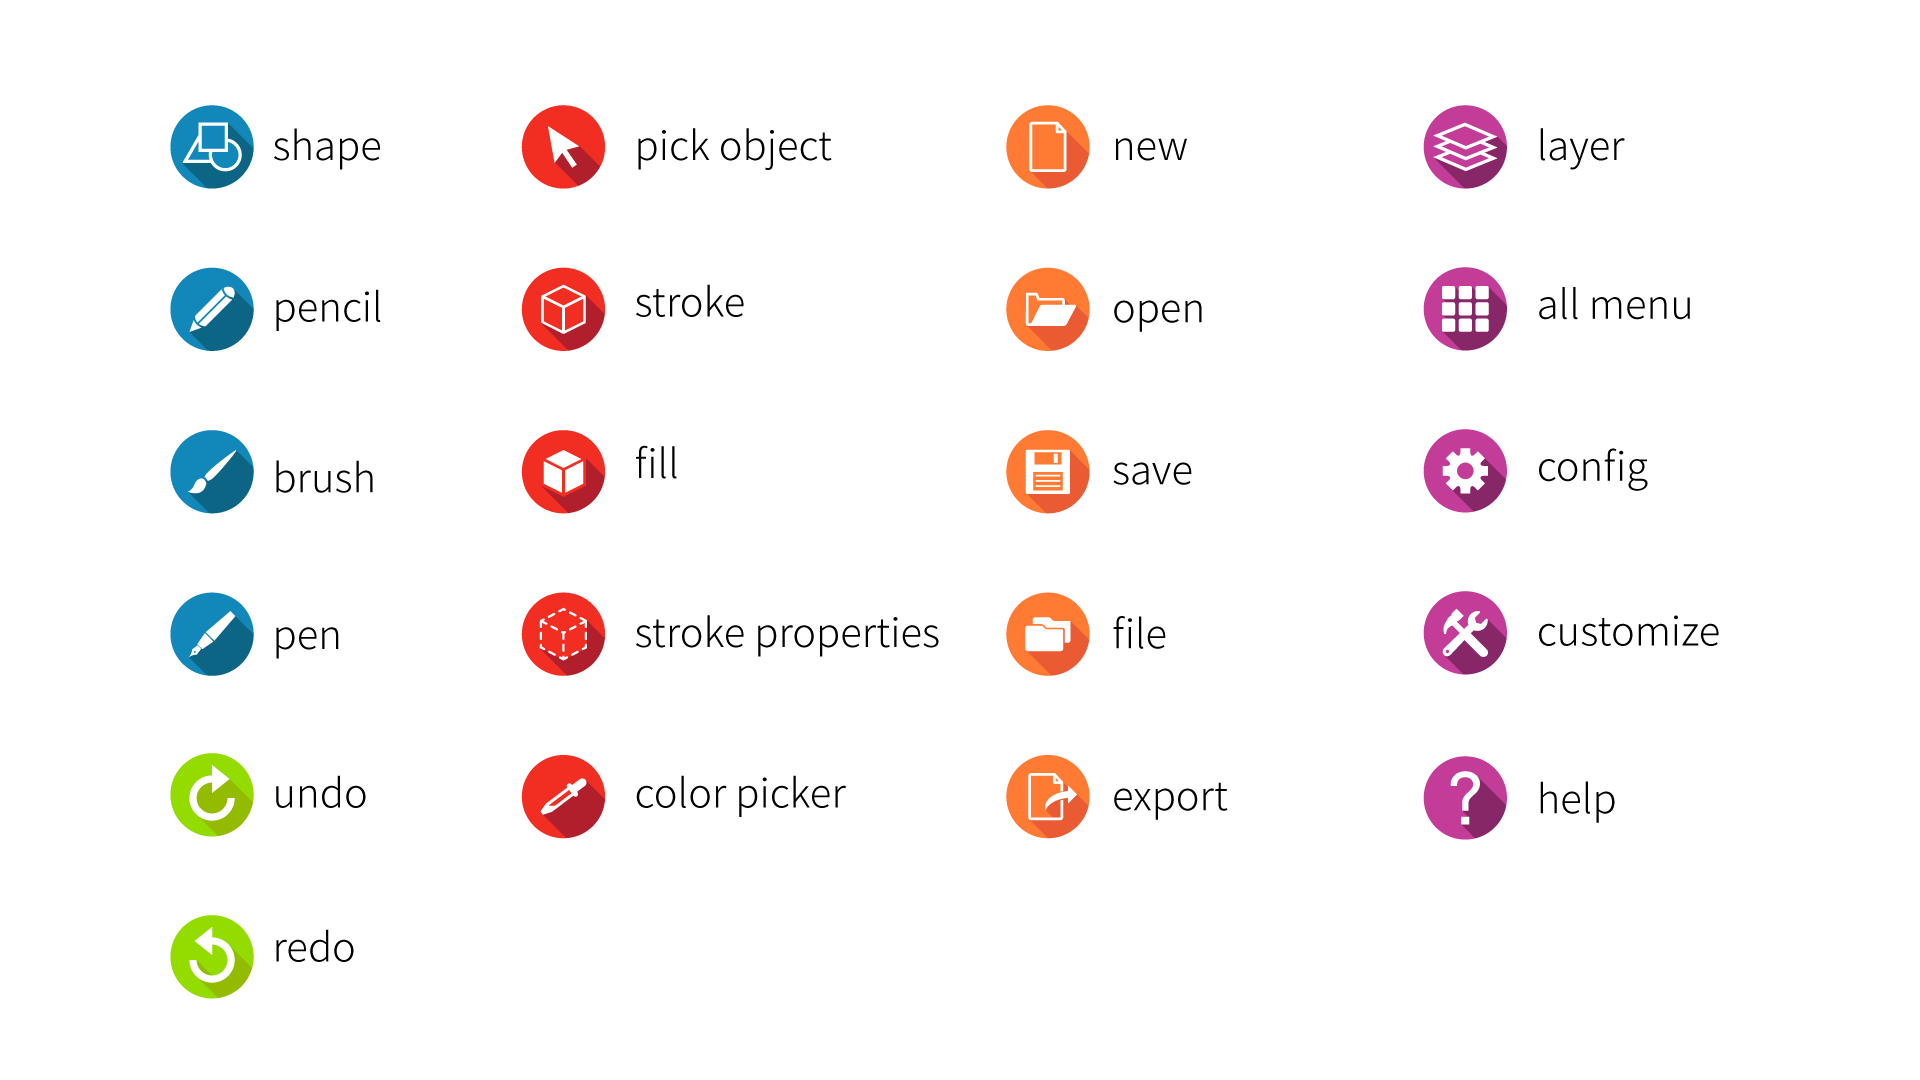 shape
pencil
brush
pen
undo
redo
pick object
stroke
fill
stroke properties
color picker
new
open
save
file
export
layer
all menu
config
customize
help